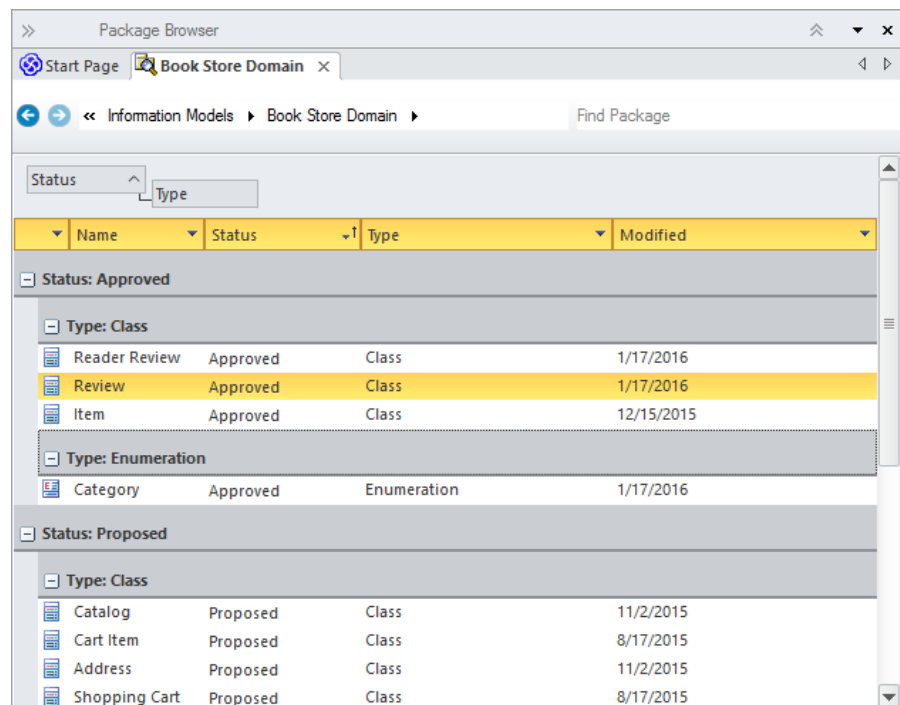 Package Browser
Start Page Book Store Domain
Information Models Book Store Domain Find Package
Status
Type
Name Status Type Modified
Status: Approved
Type: Class
Reader Review Approved Class 1/17/2016
Review Approved Class 1/17/2016
Item Approved Class 12/15/2015
Type: Enumeration
Category Approved Enumeration 1/17/2016
Status: Proposed
Type: Class
Catalog Proposed Class 11/2/2015
Cart Item Proposed Class 8/17/2015
Address Proposed Class 11/2/2015
Shopping Cart Proposed Class 8/17/2015